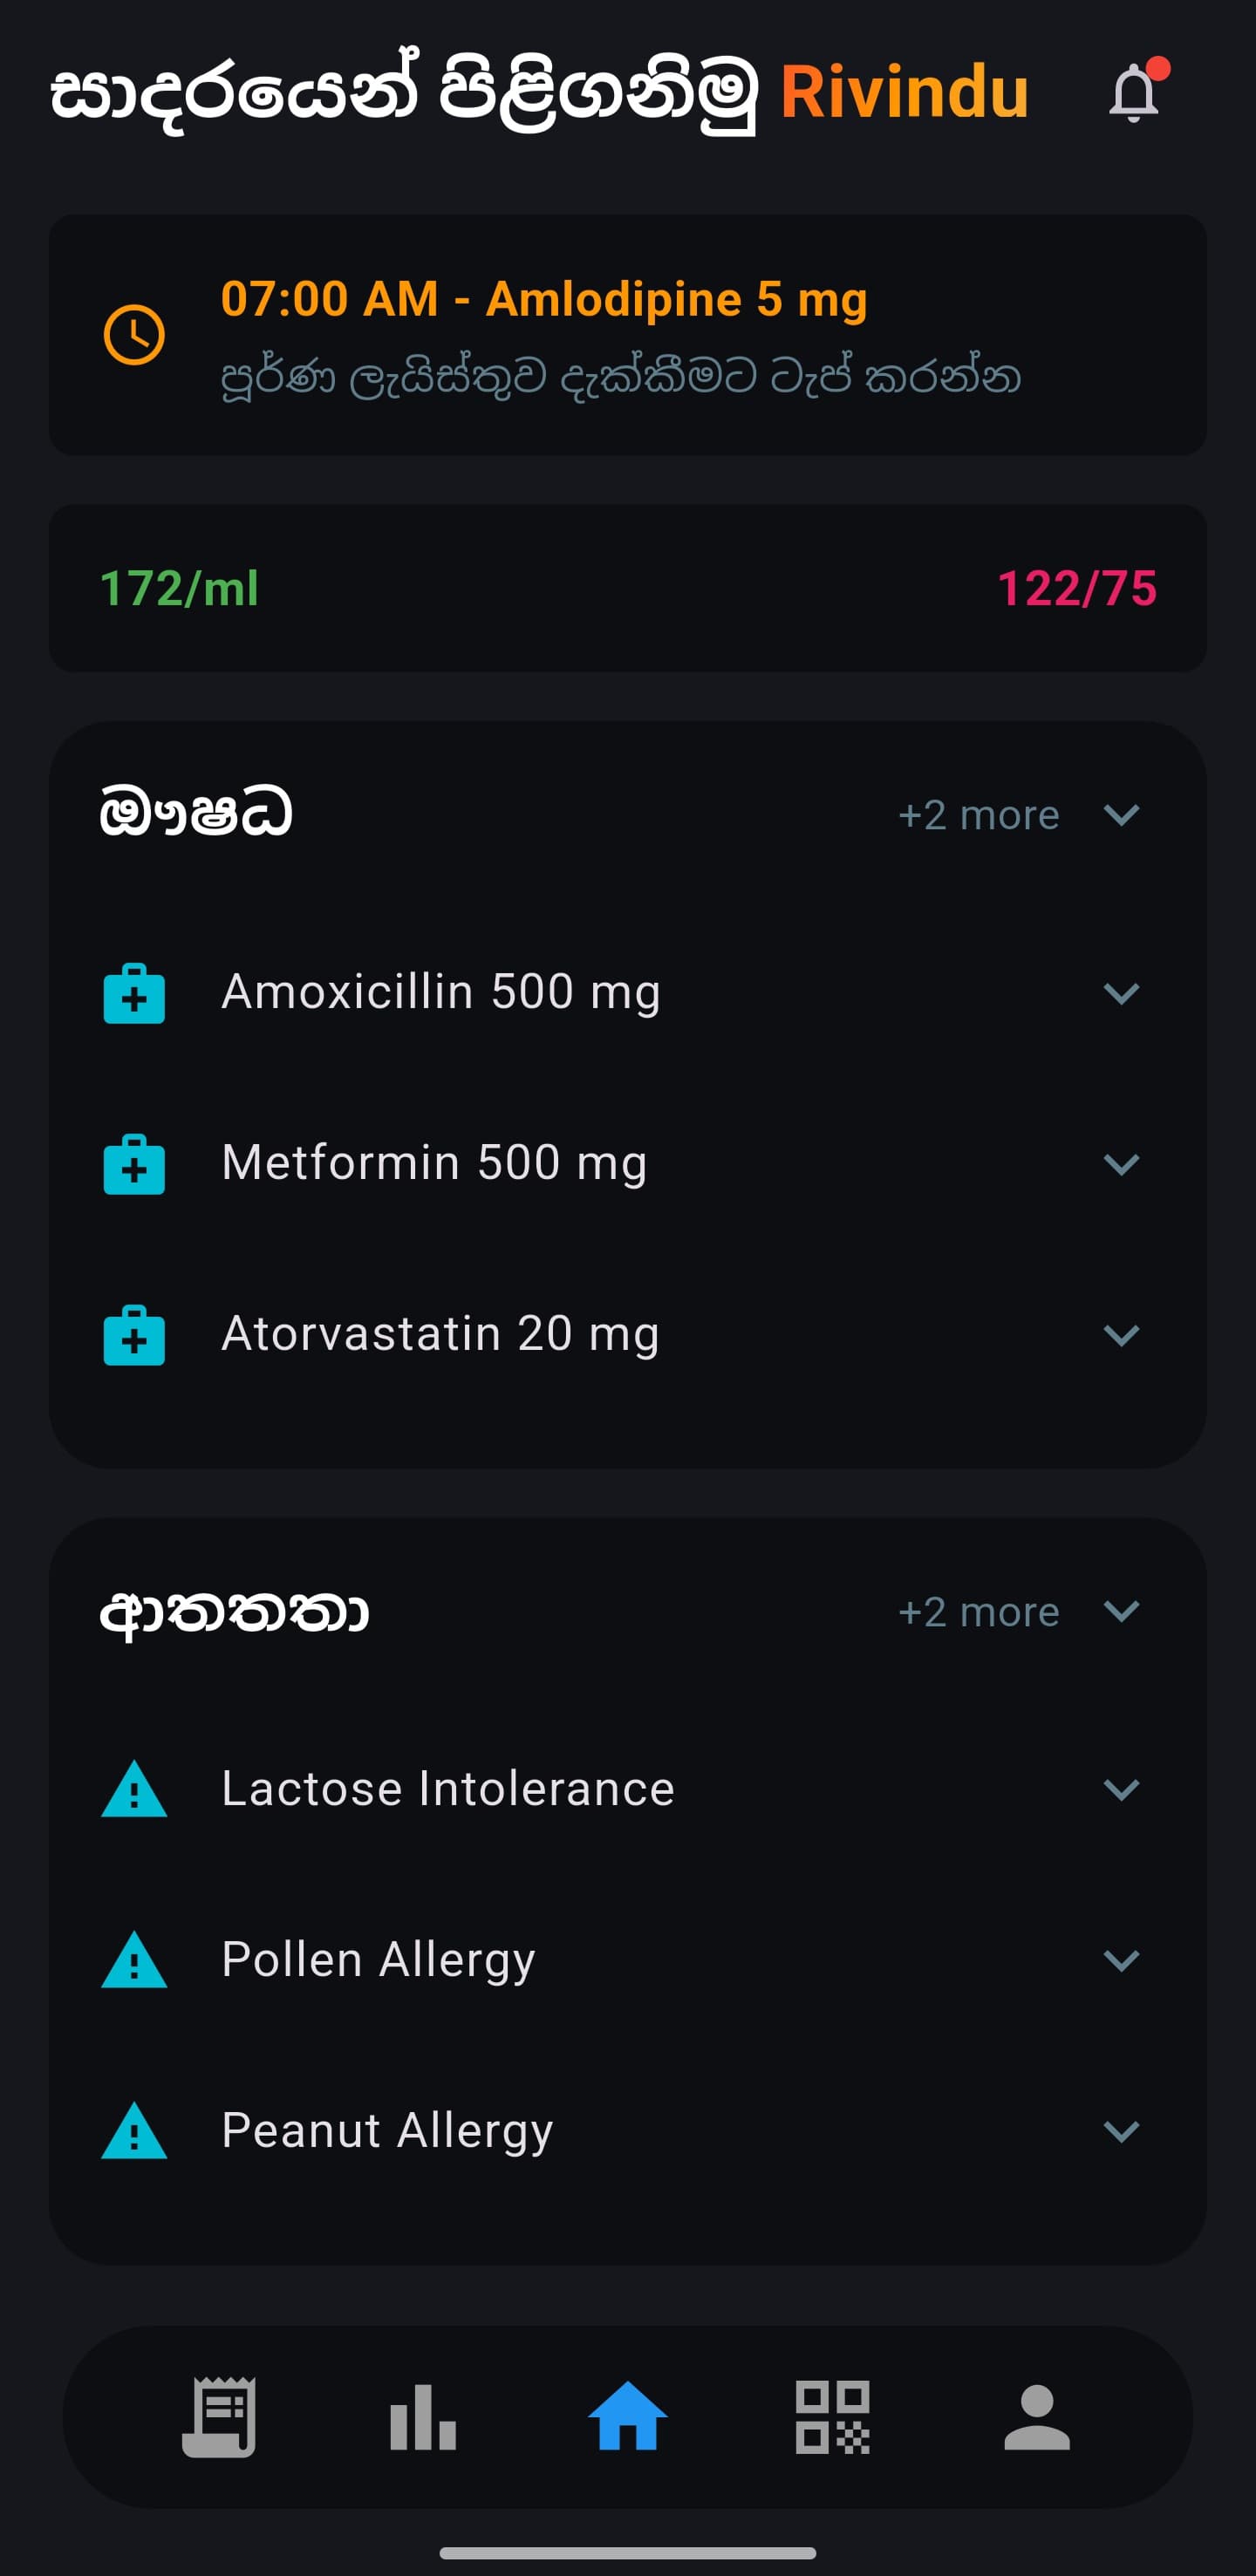 සාදරයෙන් පිළිගනිමු Rivindu
07:00 AM - Amlodipine 5 mg
පූර්ණ ලැයිස්තුව දැක්කීමට ටැප් කරන්න
172/ml 122/75
ඖෂධ +2 more
Amoxicillin 500 mg
Metformin 500 mg
Atorvastatin 20 mg
ආතතතා +2 more
Lactose Intolerance
Pollen Allergy
Peanut Allergy